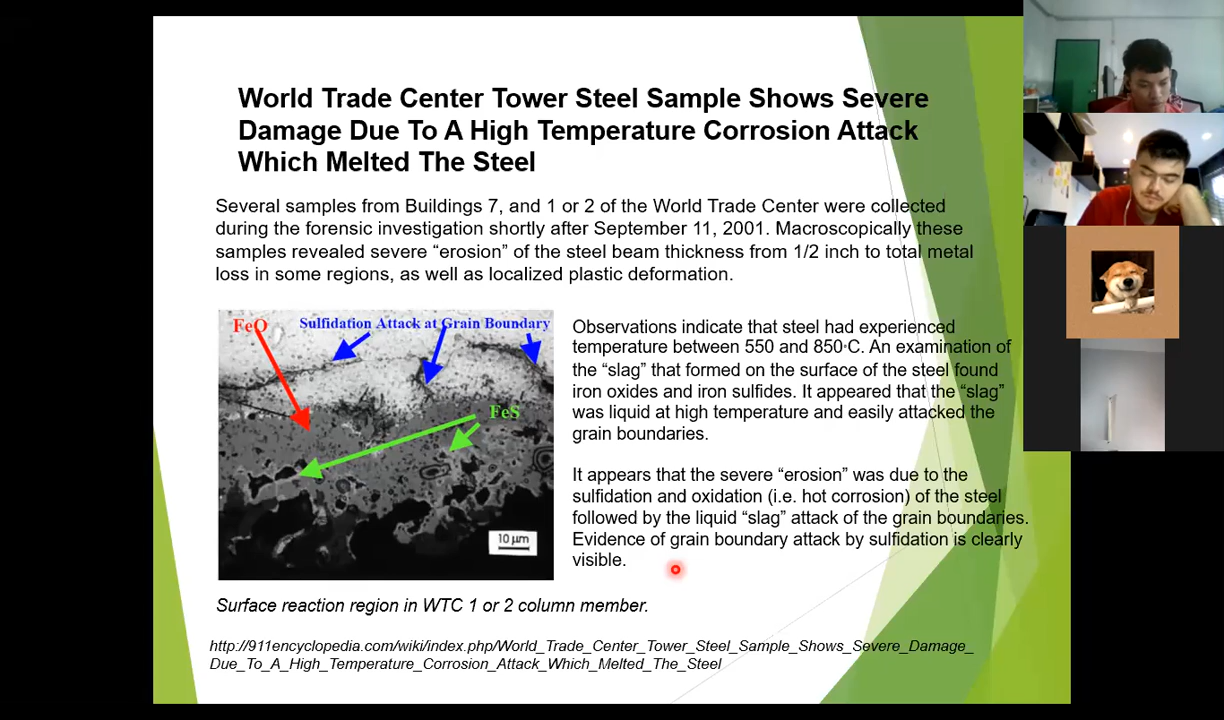 World Trade Center Tower Steel Sample Shows Severe
Damage Due To A High Temperature Corrosion Attack
Which Melted The Steel
Several samples from Buildings 7, and 1 or 2 of the World Trade Center were collected
during the forensic investigation shortly after September 11, 2001. Macroscopically these
samples revealed severe “erosion” of the steel beam thickness from 1/2 inch to total metal
loss in some regions, as well as localized plastic deformation.
FeO
Sulfidation Attack at Grain Boundary
FeS
10 μm
Observations indicate that steel had experienced
temperature between 550 and 850◦C. An examination of
the “slag” that formed on the surface of the steel found
iron oxides and iron sulfides. It appeared that the “slag”
was liquid at high temperature and easily attacked the
grain boundaries.
It appears that the severe “erosion” was due to the
sulfidation and oxidation (i.e. hot corrosion) of the steel
followed by the liquid “slag” attack of the grain boundaries.
Evidence of grain boundary attack by sulfidation is clearly
visible.
Surface reaction region in WTC 1 or 2 column member.
http://911encyclopedia.com/wiki/index.php/World_Trade_Center_Tower_Steel_Sample_Shows_Severe_Damage_
Due_To_A_High_Temperature_Corrosion_Attack_Which_Melted_The_Steel